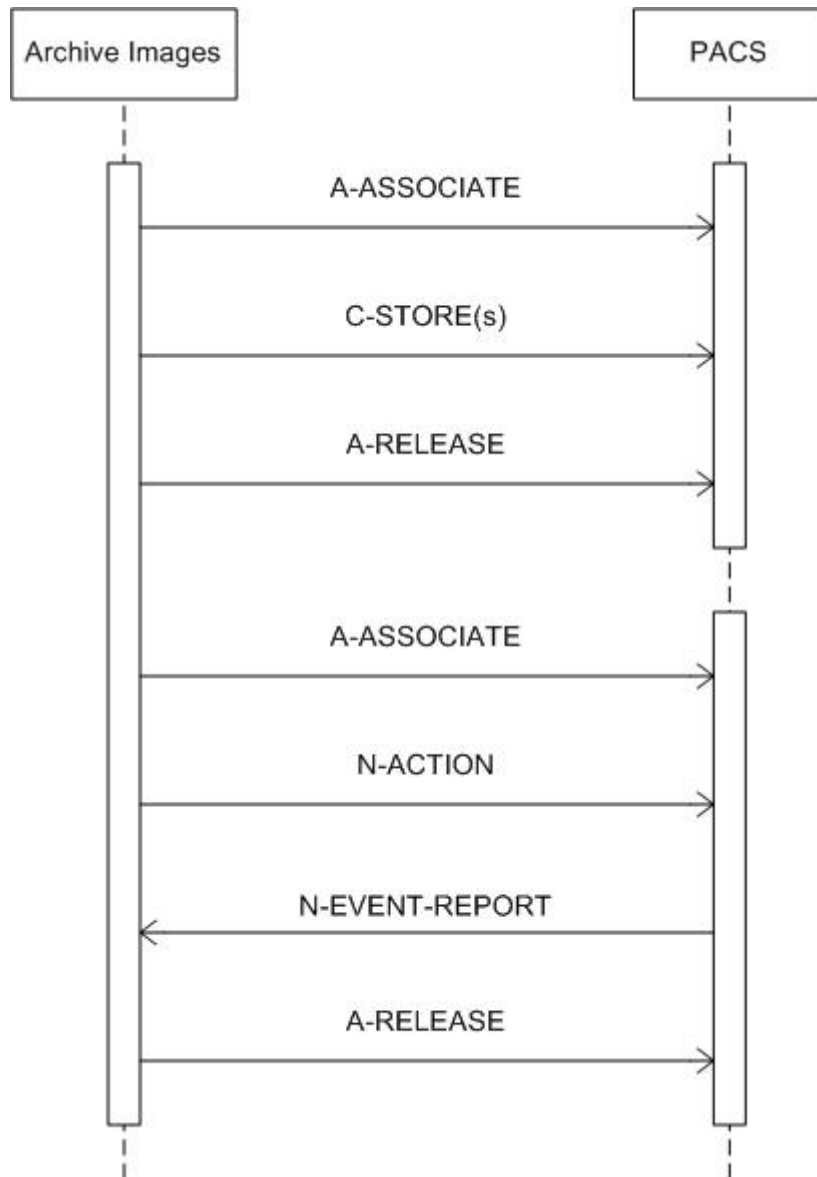 Archive Images
PACS
A-ASSOCIATE
C-STORE(s)
A-RELEASE
A-ASSOCIATE
N-ACTION
N-EVENT-REPORT
A-RELEASE